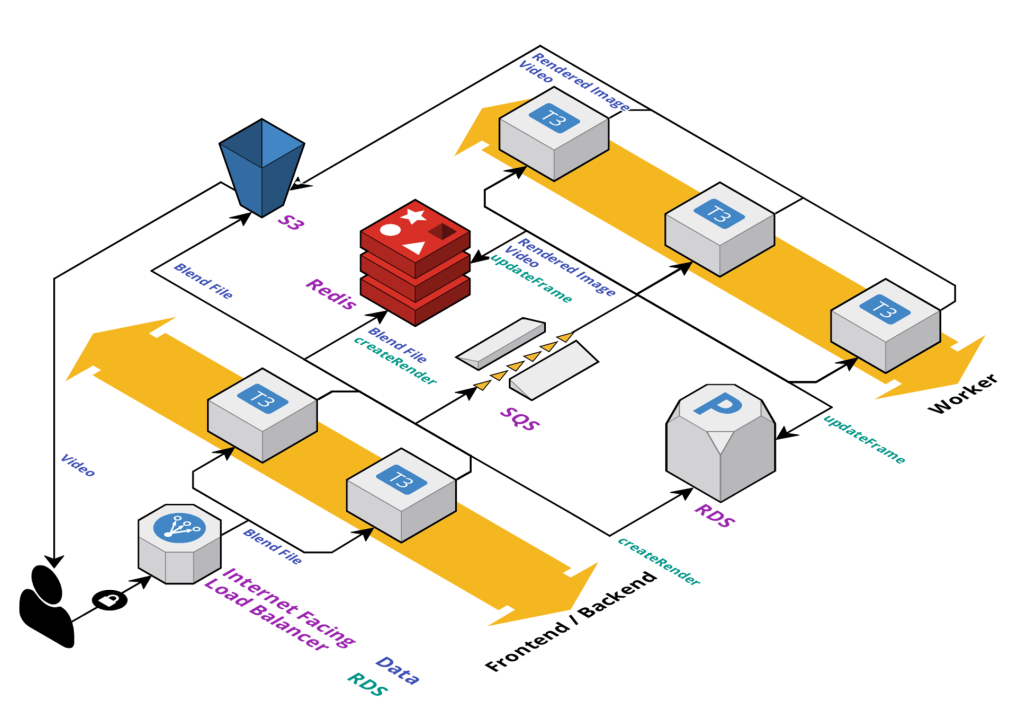 Rendered Image
Video
T3
T3
T3
S3
Redis
Rendered Image
Video
updateFrame
Blend File
Blend File
createRender
SQS
Worker
T3
T3
P
updateFrame
RDS
Video
Blend File
createRender
Internet Facing
Load Balancer
Frontend / Backend
Data
RDS